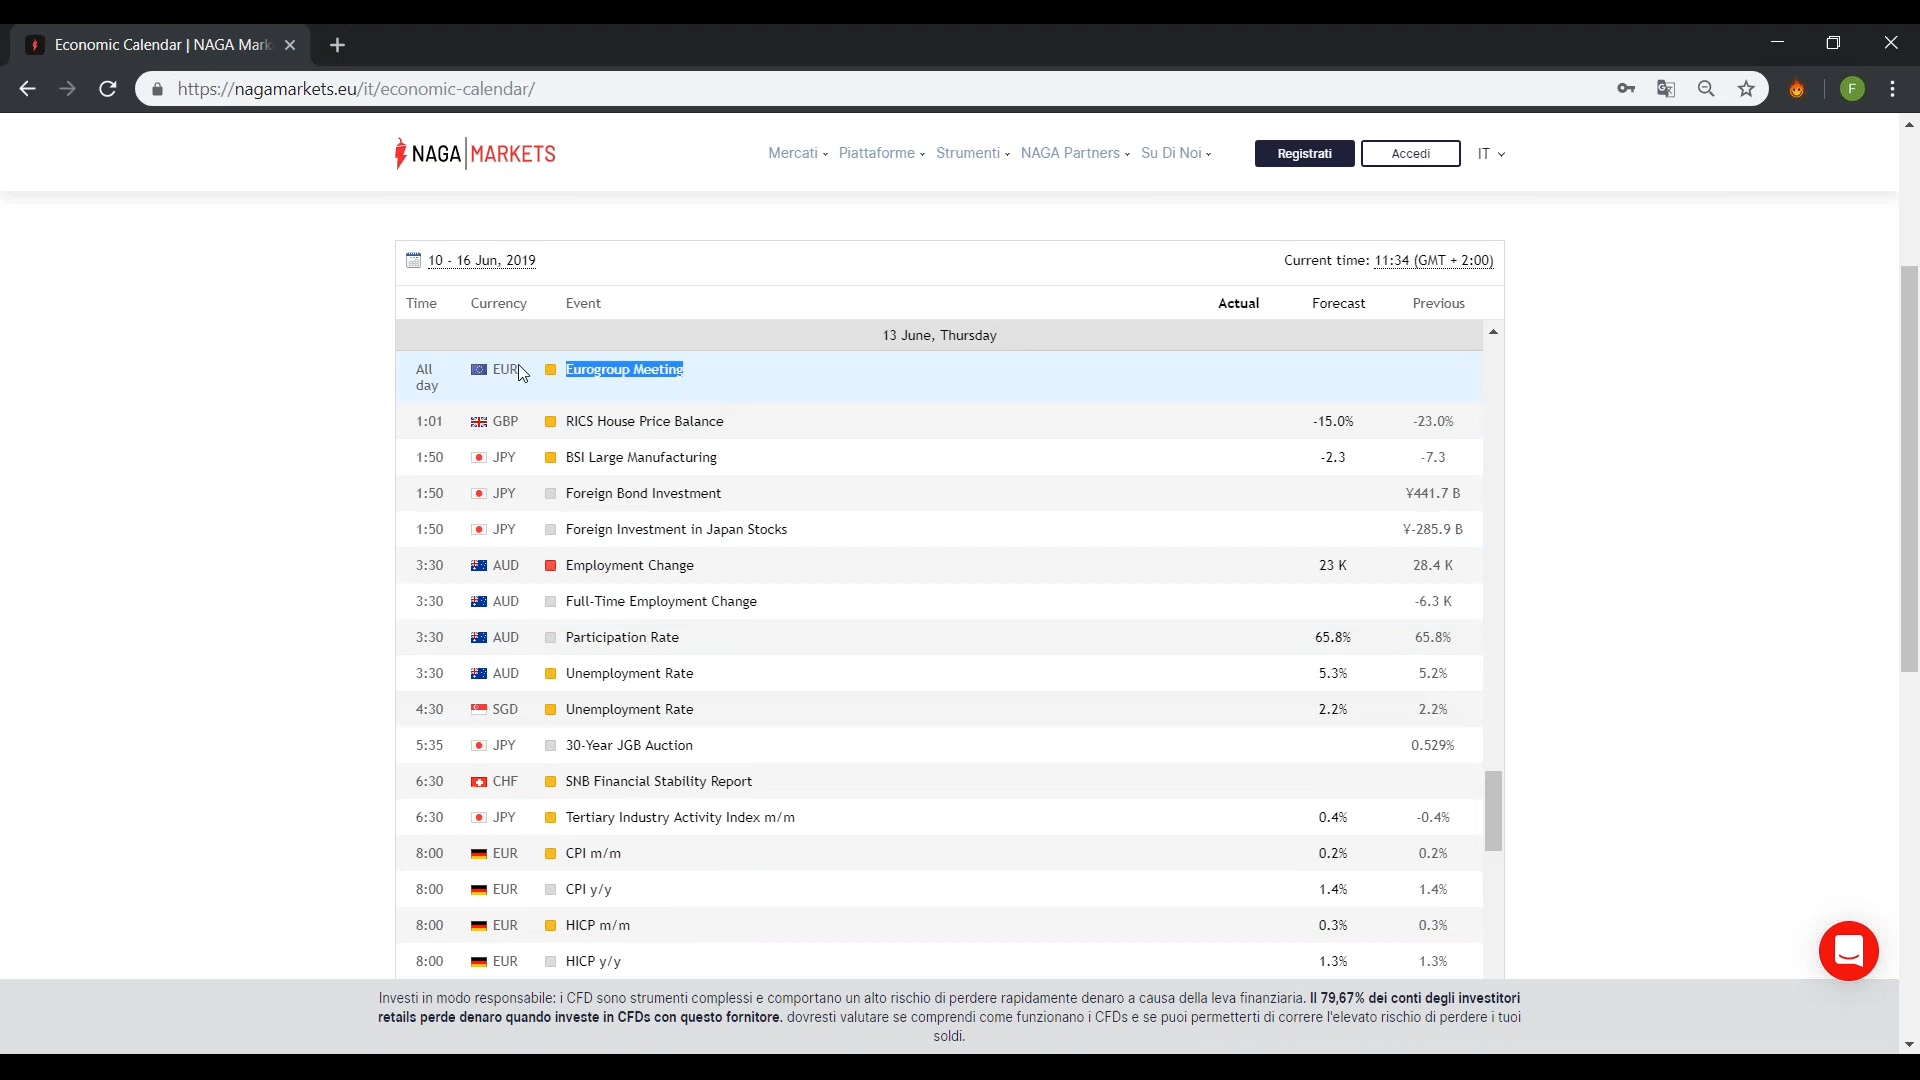 Economic Calendar | NAGA Mark
https://nagamarkets.eu/it/economic-calendar/
F
NAGA MARKETS
Mercati Piattaforme Strumenti NAGA Partners Su Di Noi Registrati Accedi IT
10 - 16 Jun, 2019 Current time: 11:34 (GMT + 2:00)
Time Currency Event Actual Forecast Previous
13 June, Thursday
All day EUR Eurogroup Meeting
1:01 GBP RICS House Price Balance -15.0% -23.0%
1:50 JPY BSI Large Manufacturing -2.3 -7.3
1:50 JPY Foreign Bond Investment ¥441.7 B
1:50 JPY Foreign Investment in Japan Stocks ¥-285.9 B
3:30 AUD Employment Change 23 K 28.4 K
3:30 AUD Full-Time Employment Change -6.3 K
3:30 AUD Participation Rate 65.8% 65.8%
3:30 AUD Unemployment Rate 5.3% 5.2%
4:30 SGD Unemployment Rate 2.2% 2.2%
5:35 JPY 30-Year JGB Auction 0.529%
6:30 CHF SNB Financial Stability Report
6:30 JPY Tertiary Industry Activity Index m/m 0.4% -0.4%
8:00 EUR CPI m/m 0.2% 0.2%
8:00 EUR CPI y/y 1.4% 1.4%
8:00 EUR HICP m/m 0.3% 0.3%
8:00 EUR HICP y/y 1.3% 1.3%
Investi in modo responsabile: i CFD sono strumenti complessi e comportano un alto rischio di perdere rapidamente denaro a causa della leva finanziaria. Il 79,67% dei conti degli investitori
retails perde denaro quando investe in CFDs con questo fornitore. dovresti valutare se comprendi come funzionano i CFDs e se puoi permetterti di correre l'elevato rischio di perdere i tuoi
soldi.